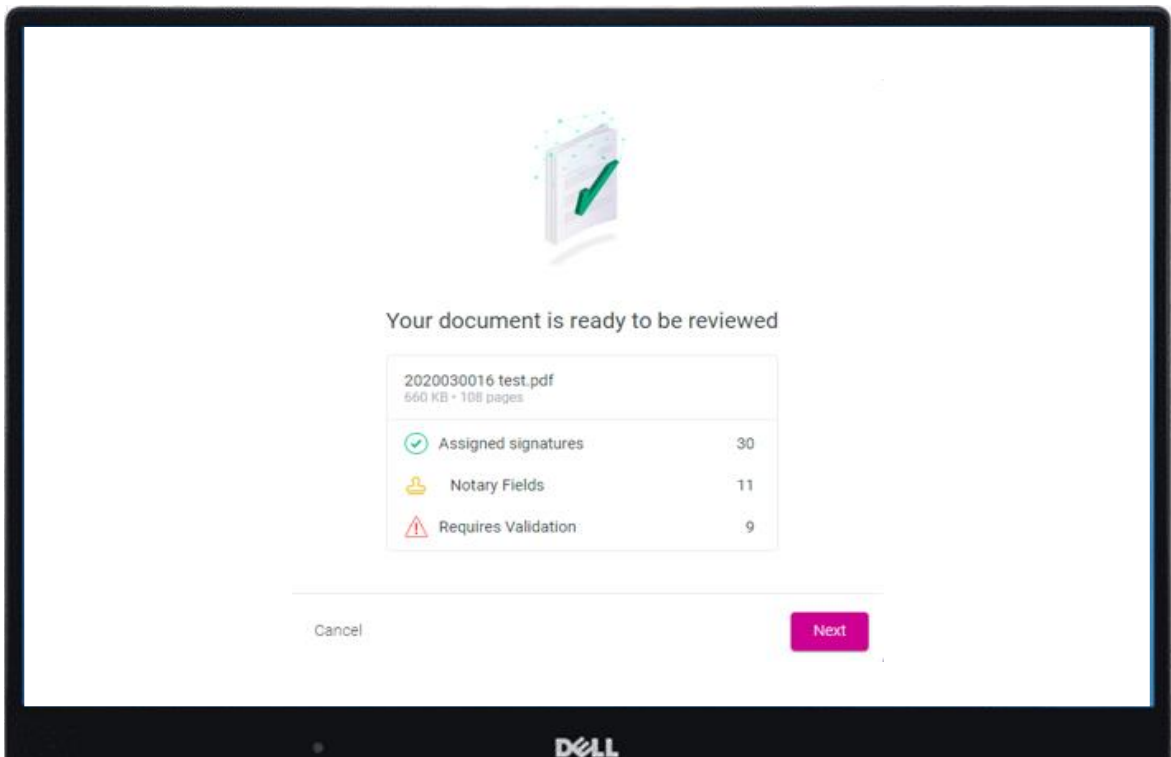 Your document is ready to be reviewed
2020030016 test.pdf
660 KB • 108 pages
Assigned signatures 30
Notary Fields 11
Requires Validation 9
Cancel Next
DELL